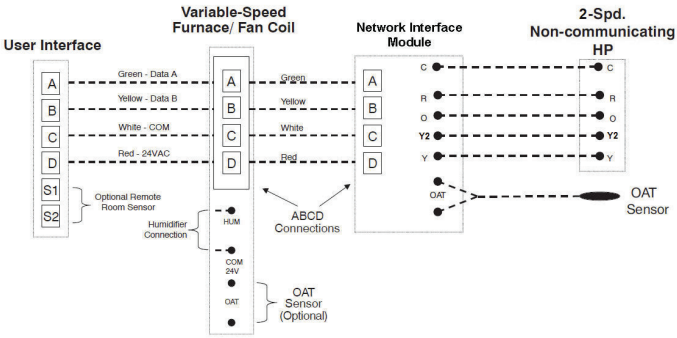 Variable-Speed
Furnace/ Fan Coil
2-Spd.
Non-communicating
HP
Network Interface
Module
User Interface
A
Green - Data A
A
Green
A
C
C
B
Yellow - Data B
B
Yellow
B
R
R
O
O
C
White - COM
C
White
C
Y2
Y2
D
Red - 24VAC
D
Red
D
Y
Y
S1
S2
Optional Remote
Room Sensor
Humidifier
Connection
HUM
COM
24V
ABCD
Connections
OAT
OAT
Sensor
OAT
OAT
Sensor
(Optional)